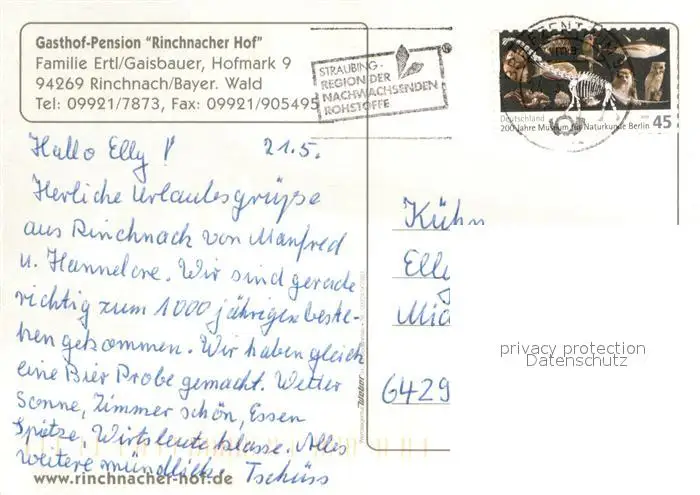 Gasthof-Pension "Rinchnacher Hof"
Familie Ertl/Gaisbauer, Hofmark 9
94269 Rinchnach/Bayer. Wald
Tel: 09921/7873, Fax: 09921/905495
STRAUBING-
REGION DER
NACHWACHSENDEN
ROHSTOFFE
Deutschland
200 Jahre Museum für Naturkunde Berlin 45
Hallo Elly! 21.5.
Herliche Urlaubsgrüße
aus Rinchnach von Manfred
u. Hannelore. Wir sind gerade
richtig zum 1000 jährigen beste-
hen gekommen. Wir haben gleich
eine Bier Probe gemacht. Wetter
Sonne, Zimmer schön, Essen
Spitze, Wirtsleute klasse. Alles
weitere mündlich. Tschüss
www.rinchnacher-hof.de
Kühn
Elly
6429
privacy protection
Datenschutz